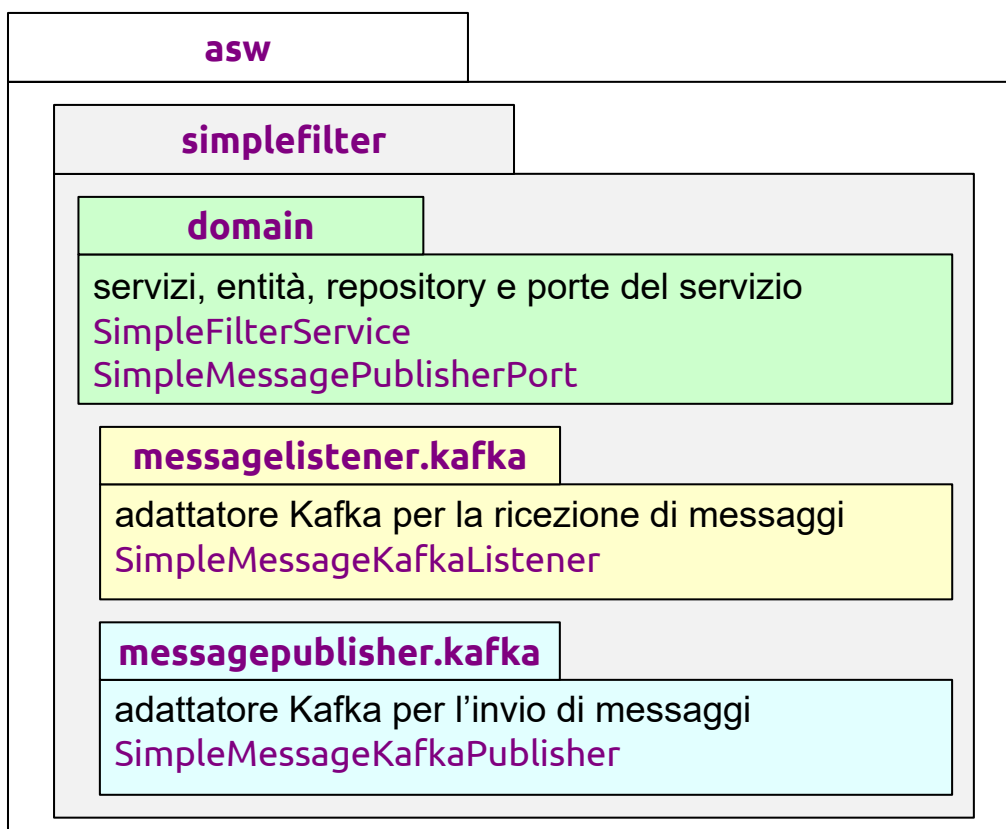 asw
simplefilter
domain
servizi, entità, repository e porte del servizio
SimpleFilterService
SimpleMessagePublisherPort
messagelistener.kafka
adattatore Kafka per la ricezione di messaggi
SimpleMessageKafkaListener
messagepublisher.kafka
adattatore Kafka per l’invio di messaggi
SimpleMessageKafkaPublisher